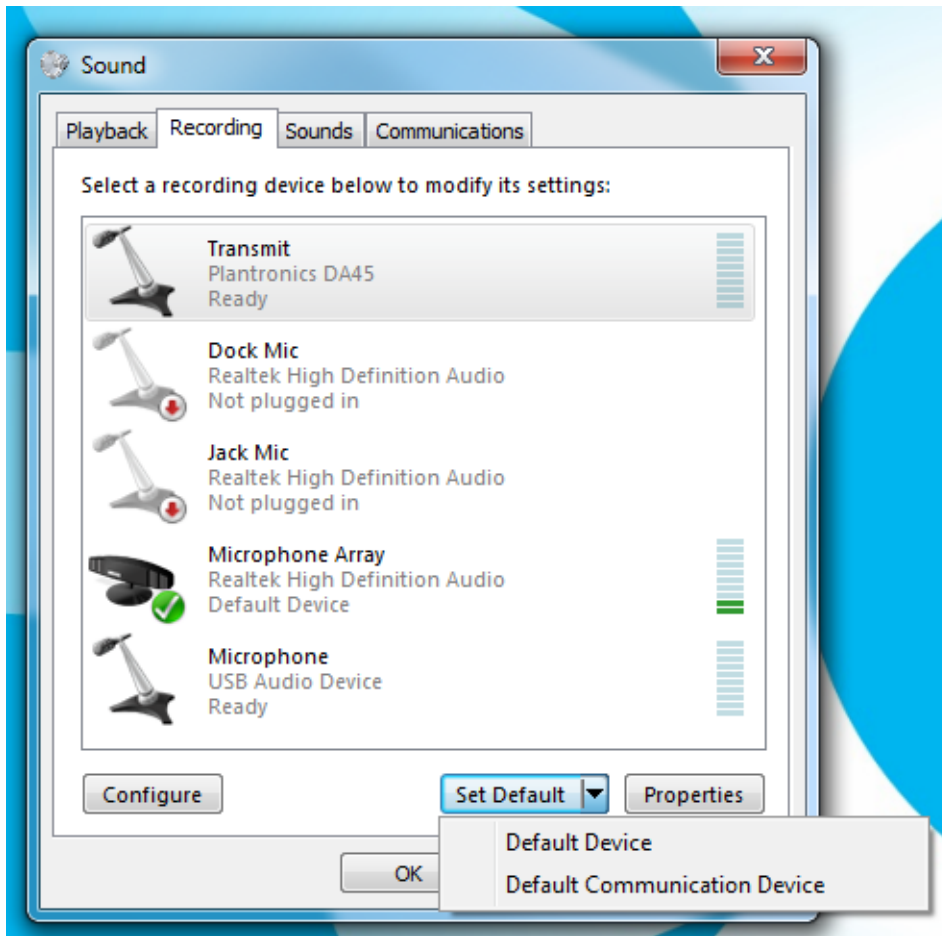 Sound
Playback Recording Sounds Communications
Select a recording device below to modify its settings:
Transmit
Plantronics DA45
Ready
Dock Mic
Realtek High Definition Audio
Not plugged in
Jack Mic
Realtek High Definition Audio
Not plugged in
Microphone Array
Realtek High Definition Audio
Default Device
Microphone
USB Audio Device
Ready
Configure Set Default Properties
Default Device
OK
Default Communication Device